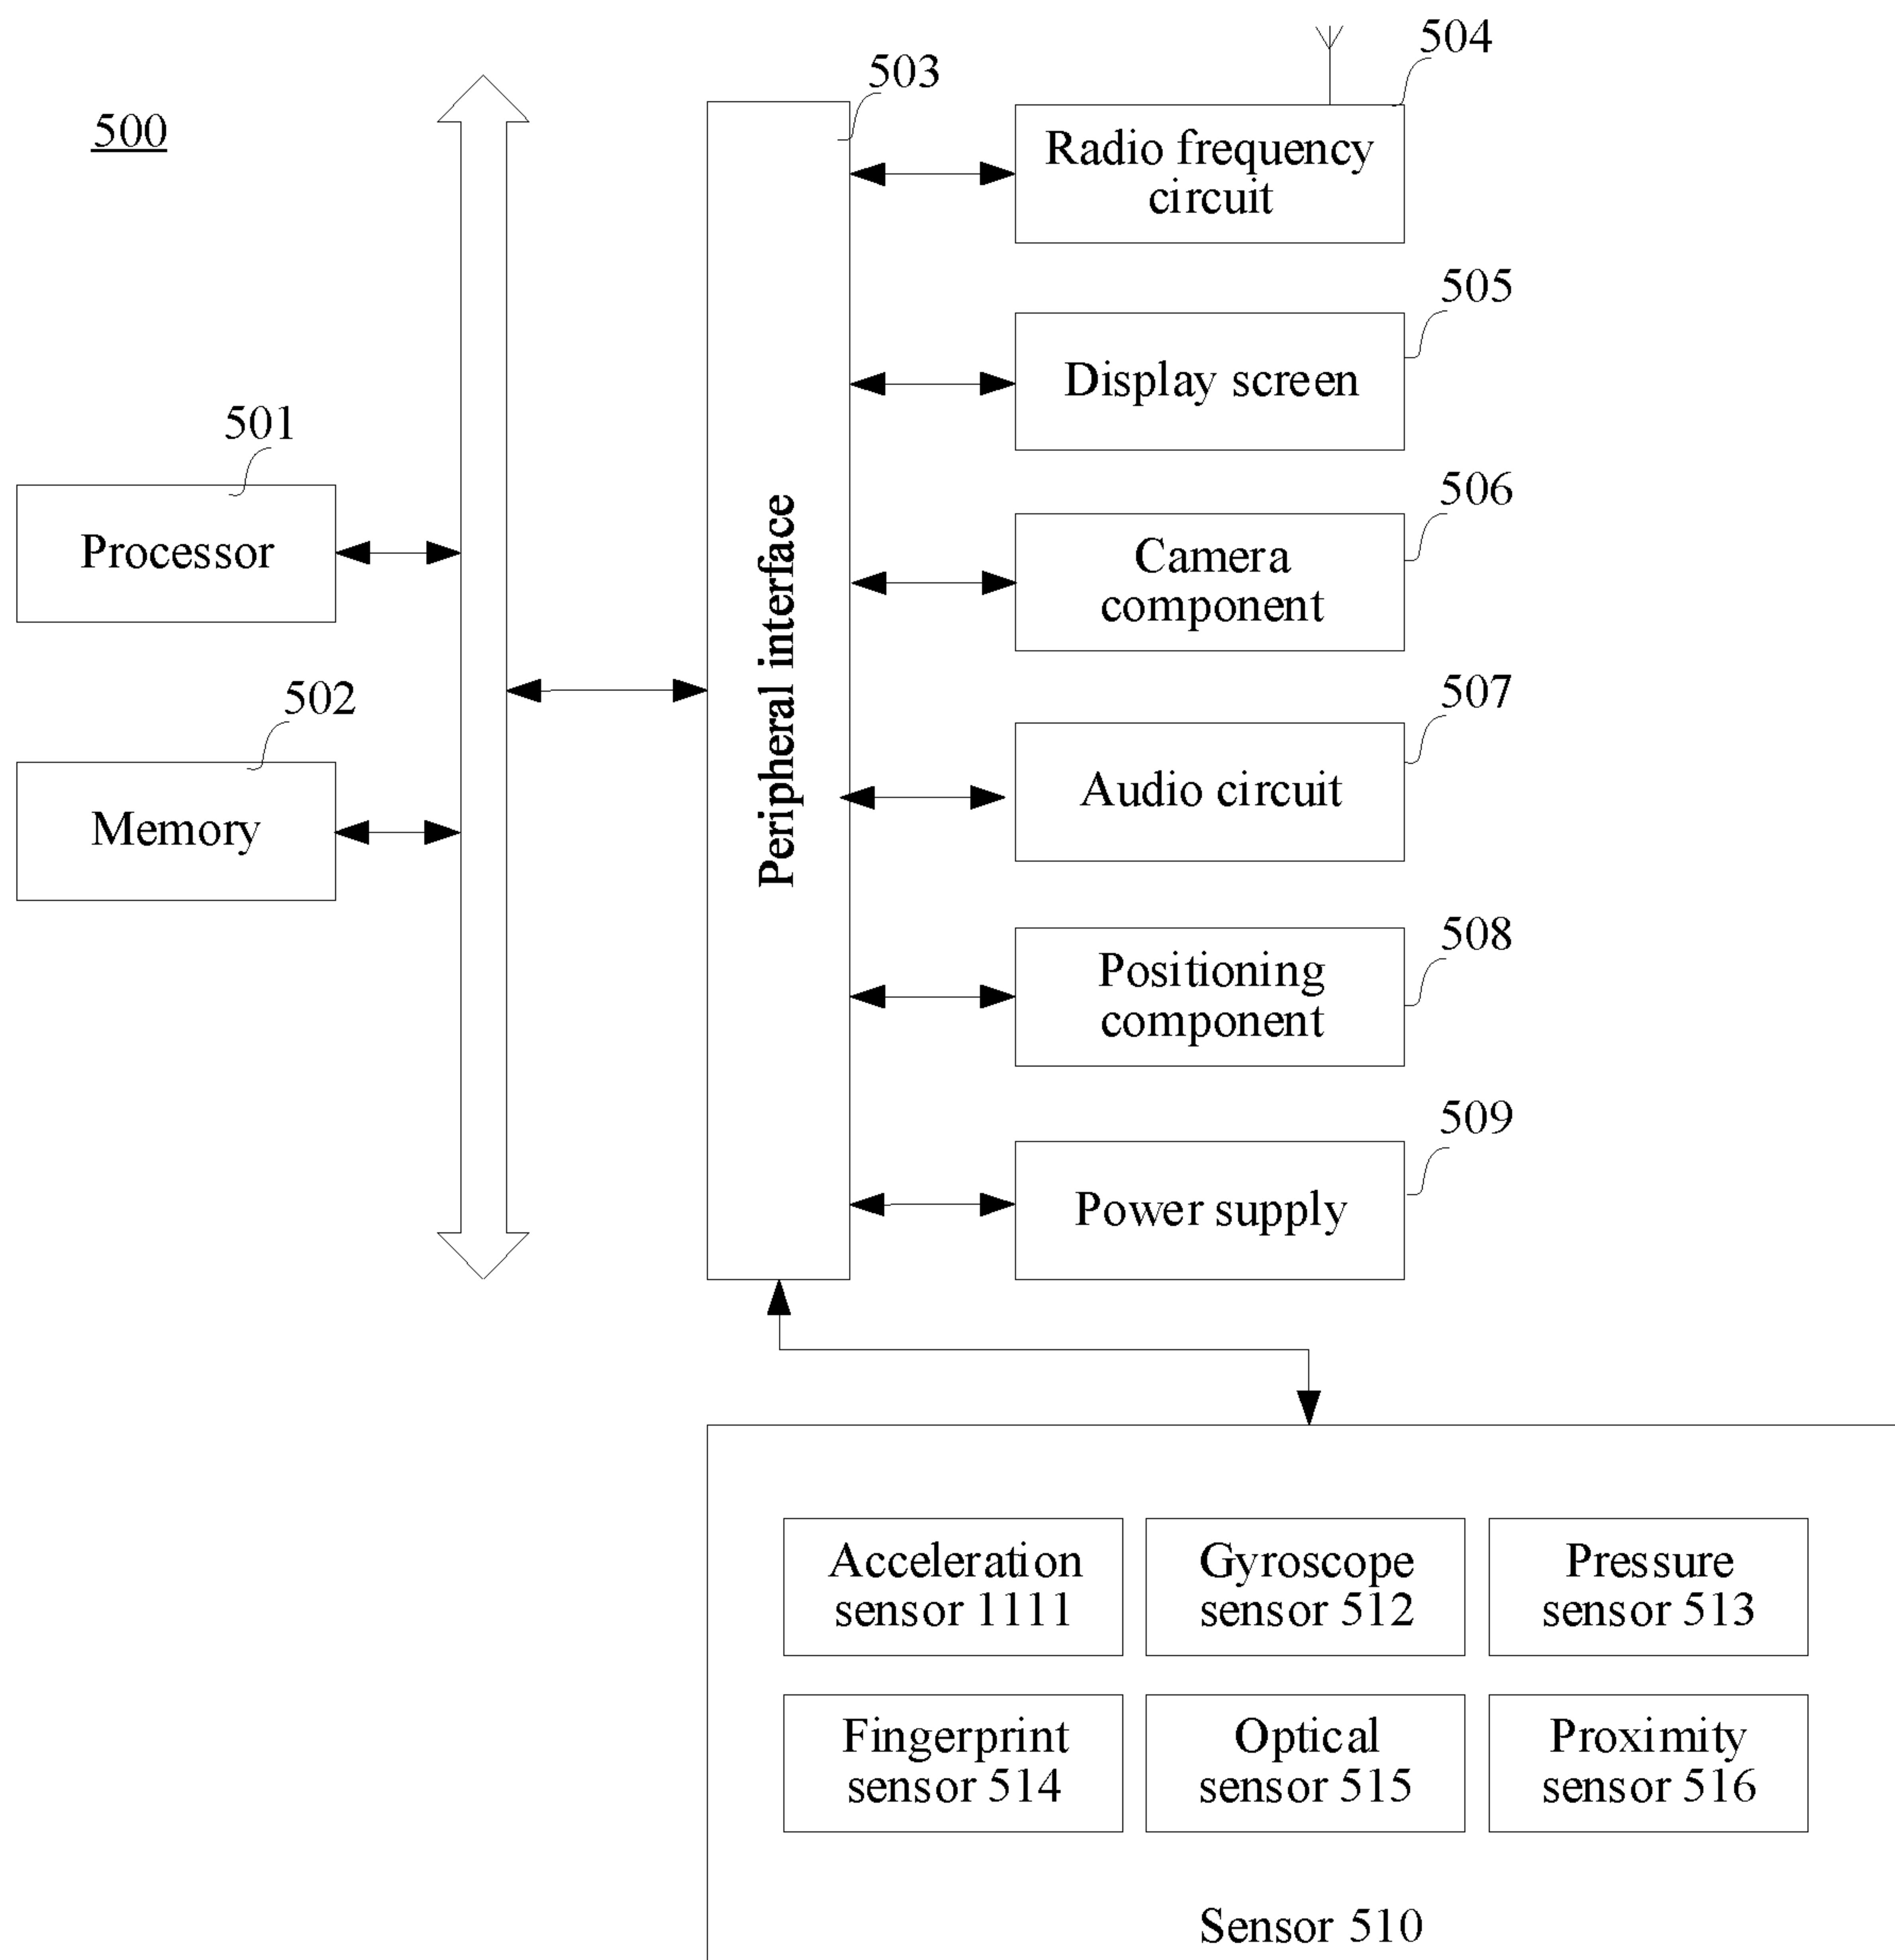 500
503
504
Radio frequency
circuit
505
Display screen
501
Processor
506
Camera
component
Peripheral interface
502
Memory
507
Audio circuit
508
Positioning
component
509
Power supply
Acceleration
sensor 1111
Gyroscope
sensor 512
Pressure
sensor 513
Fingerprint
sensor 514
Optical
sensor 515
Proximity
sensor 516
Sensor 510